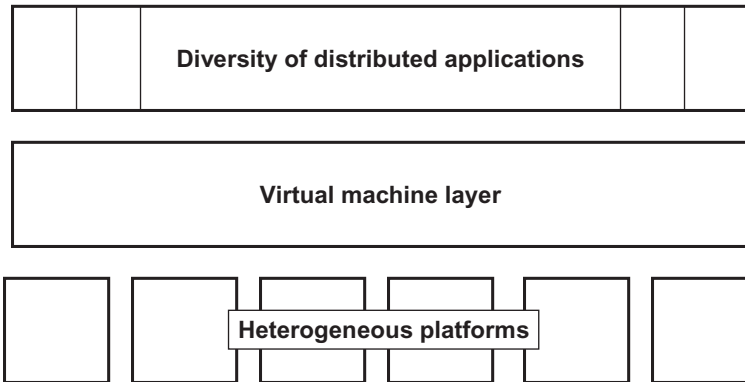 Diversity of distributed applications
Virtual machine layer
Heterogeneous platforms